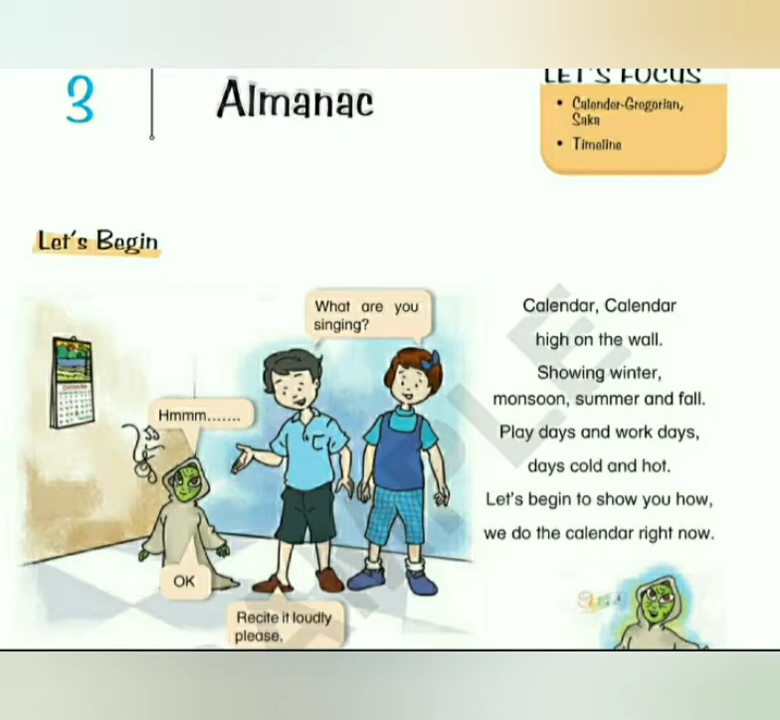 3
Almanac
LET'S FOCUS
• Calender-Gregorian,
Saka
• Timeline
Let's Begin
What are you
singing?
Hmmm.......
OK
Recite it loudly
please.
Calendar, Calendar
high on the wall.
Showing winter,
monsoon, summer and fall.
Play days and work days,
days cold and hot.
Let's begin to show you how,
we do the calendar right now.